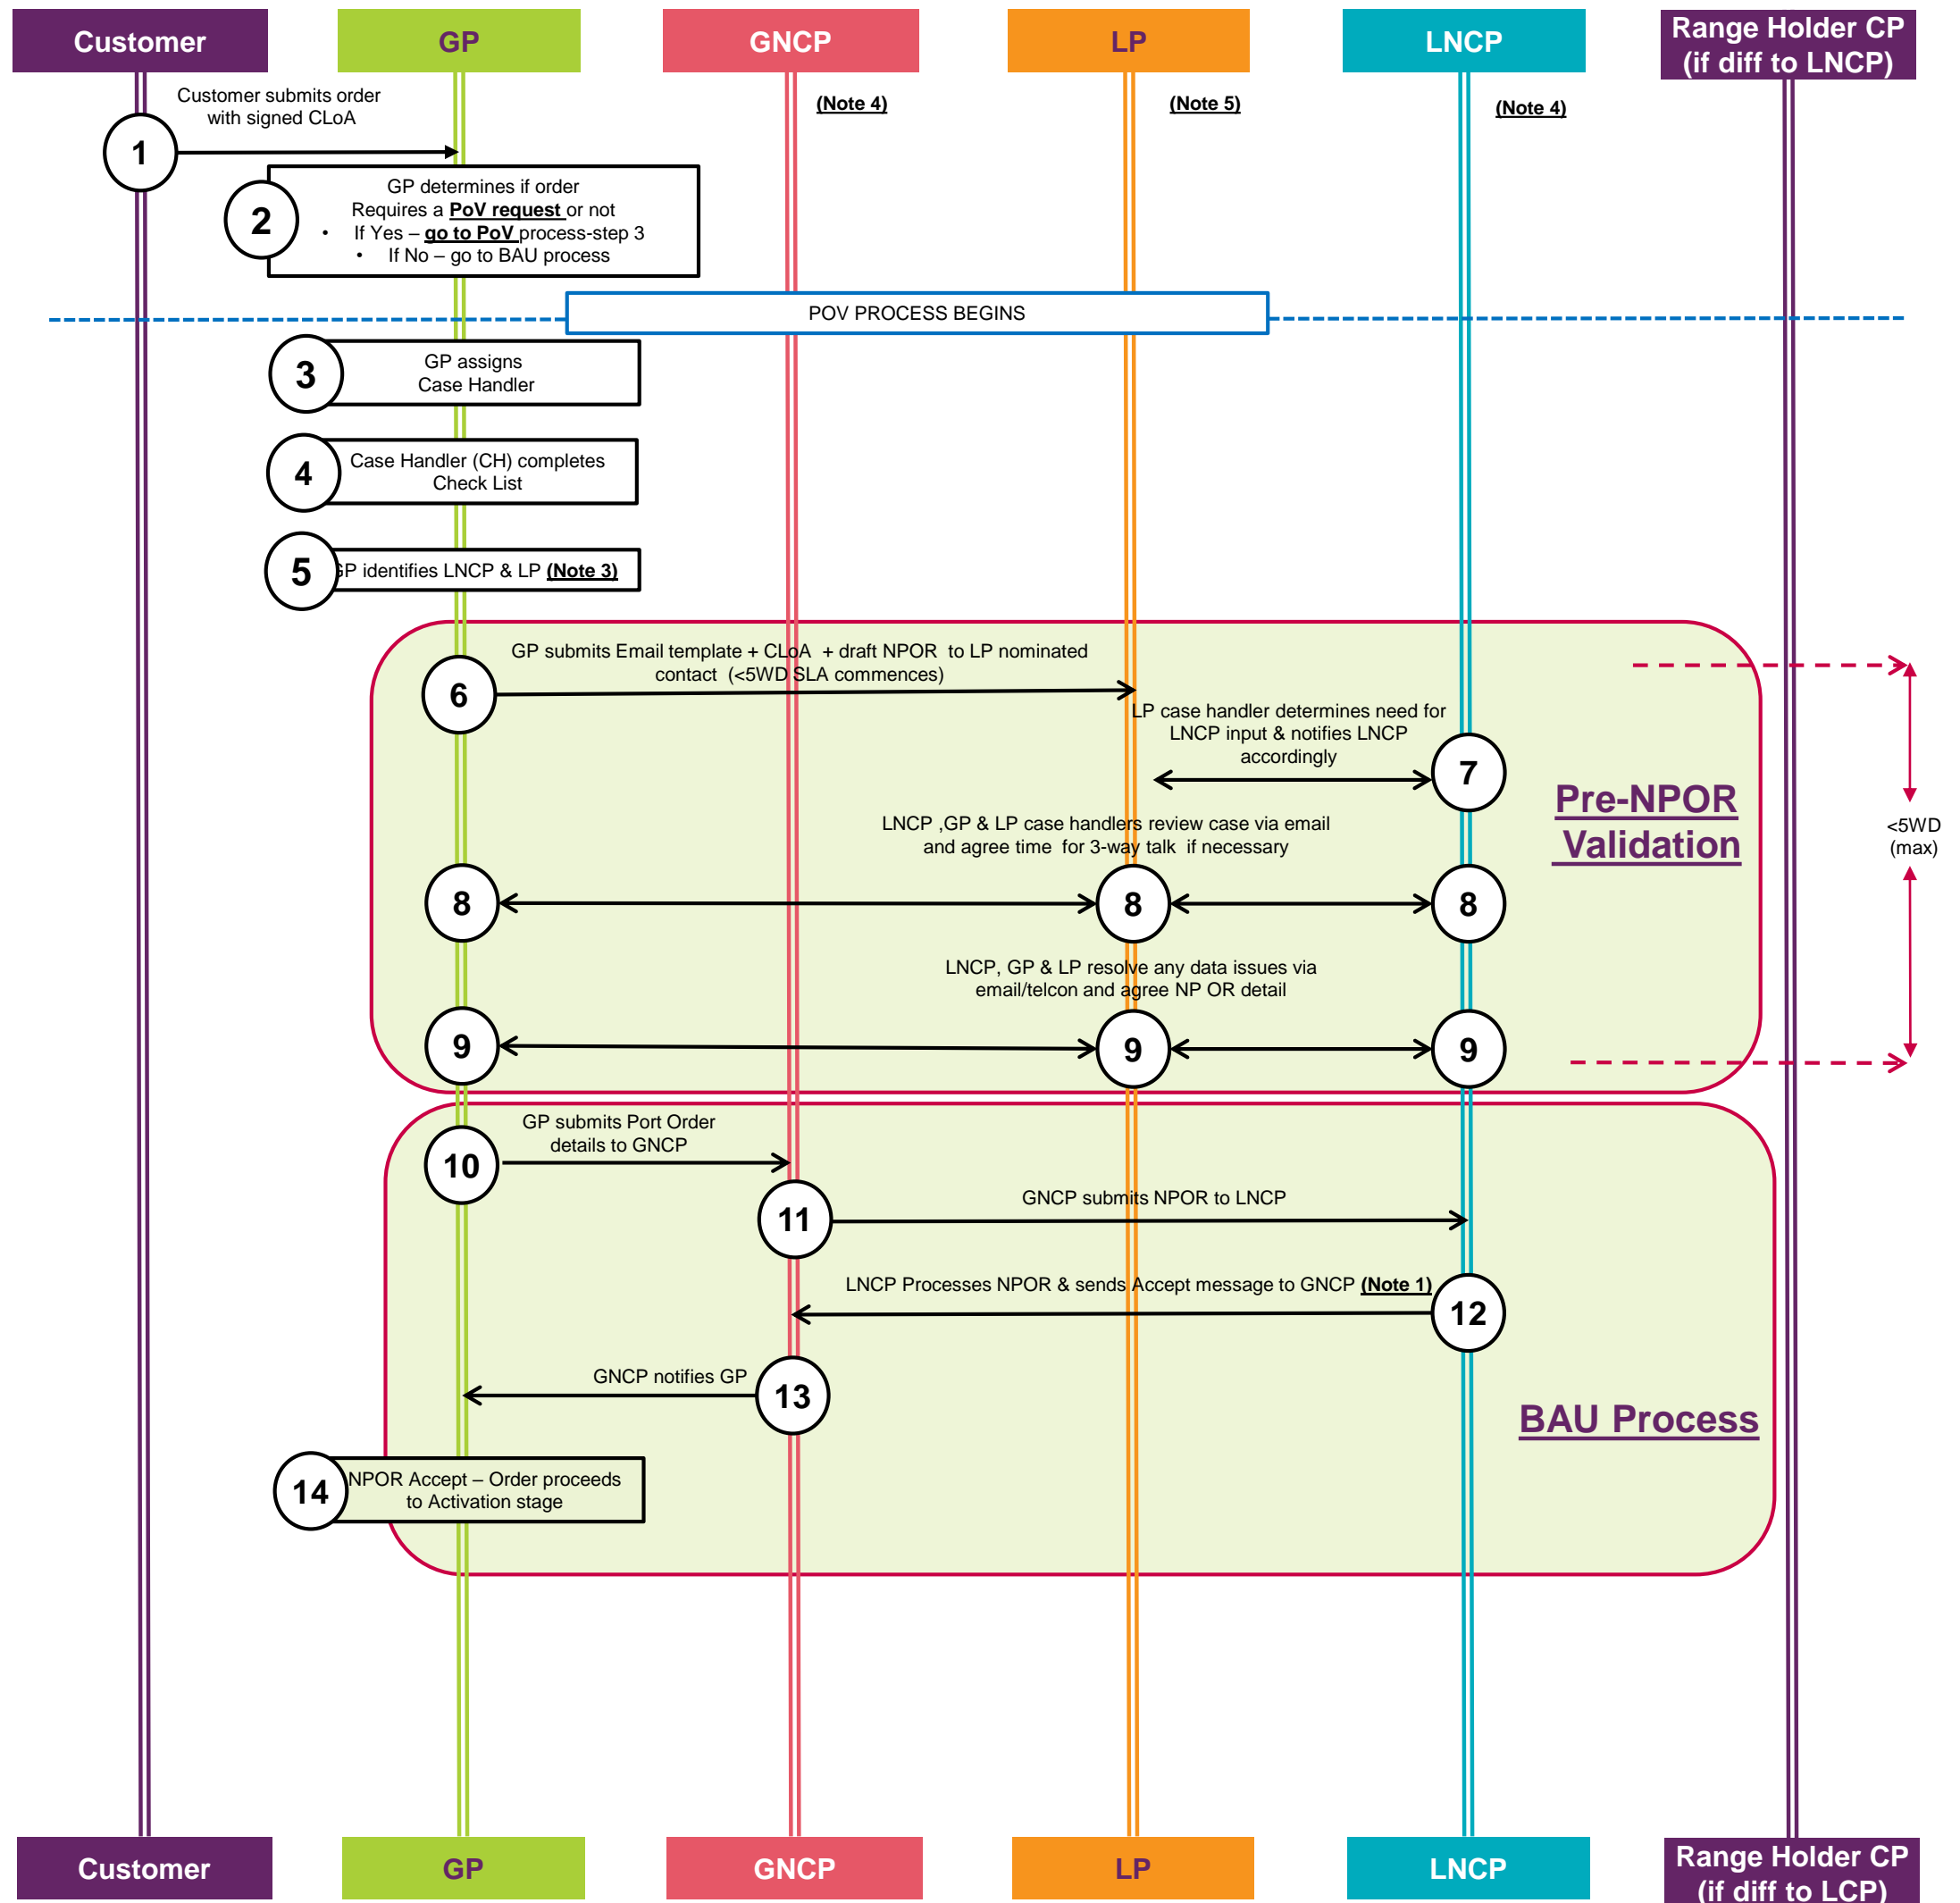 Customer
GP
GNCP
LP
LNCP
Range Holder CP
(if diff to LNCP)
(Note 4)
(Note 5)
(Note 4)
Customer submits order
with signed CLoA
1
2
GP determines if order
Requires a PoV request or not
• If Yes – go to PoV process-step 3
• If No – go to BAU process
POV PROCESS BEGINS
3
GP assigns
Case Handler
4
Case Handler (CH) completes
Check List
5
GP identifies LNCP & LP (Note 3)
GP submits Email template + CLoA + draft NPOR to LP nominated
contact (<5WD SLA commences)
6
LP case handler determines need for
LNCP input & notifies LNCP
accordingly
7
Pre-NPOR
Validation
<5WD
(max)
LNCP ,GP & LP case handlers review case via email
and agree time for 3-way talk if necessary
8
8
8
LNCP, GP & LP resolve any data issues via
email/telcon and agree NP OR detail
9
9
9
GP submits Port Order
details to GNCP
10
11
GNCP submits NPOR to LNCP
LNCP Processes NPOR & sends Accept message to GNCP (Note 1)
12
GNCP notifies GP
13
BAU Process
14
NPOR Accept – Order proceeds
to Activation stage
Customer
GP
GNCP
LP
LNCP
Range Holder CP
(if diff to LCP)